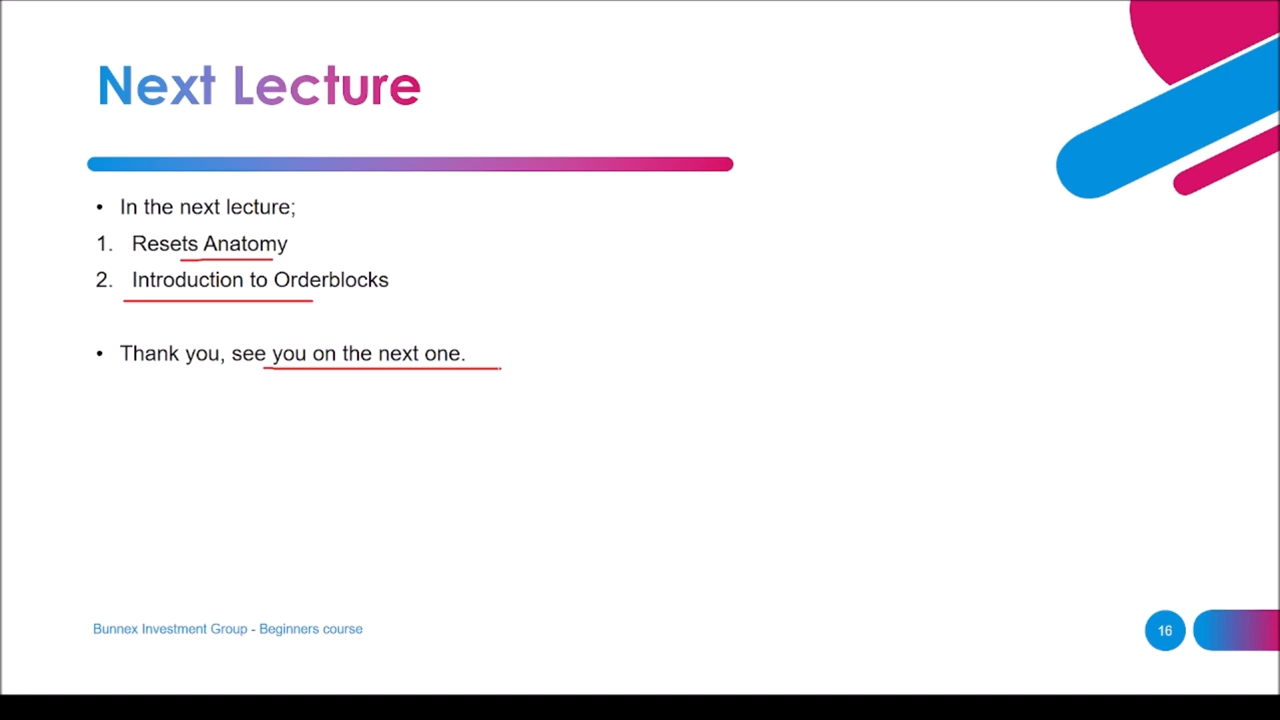 Next Lecture
• In the next lecture;
1. Resets Anatomy
2. Introduction to Orderblocks
• Thank you, see you on the next one.
Bunnex Investment Group - Beginners course
16